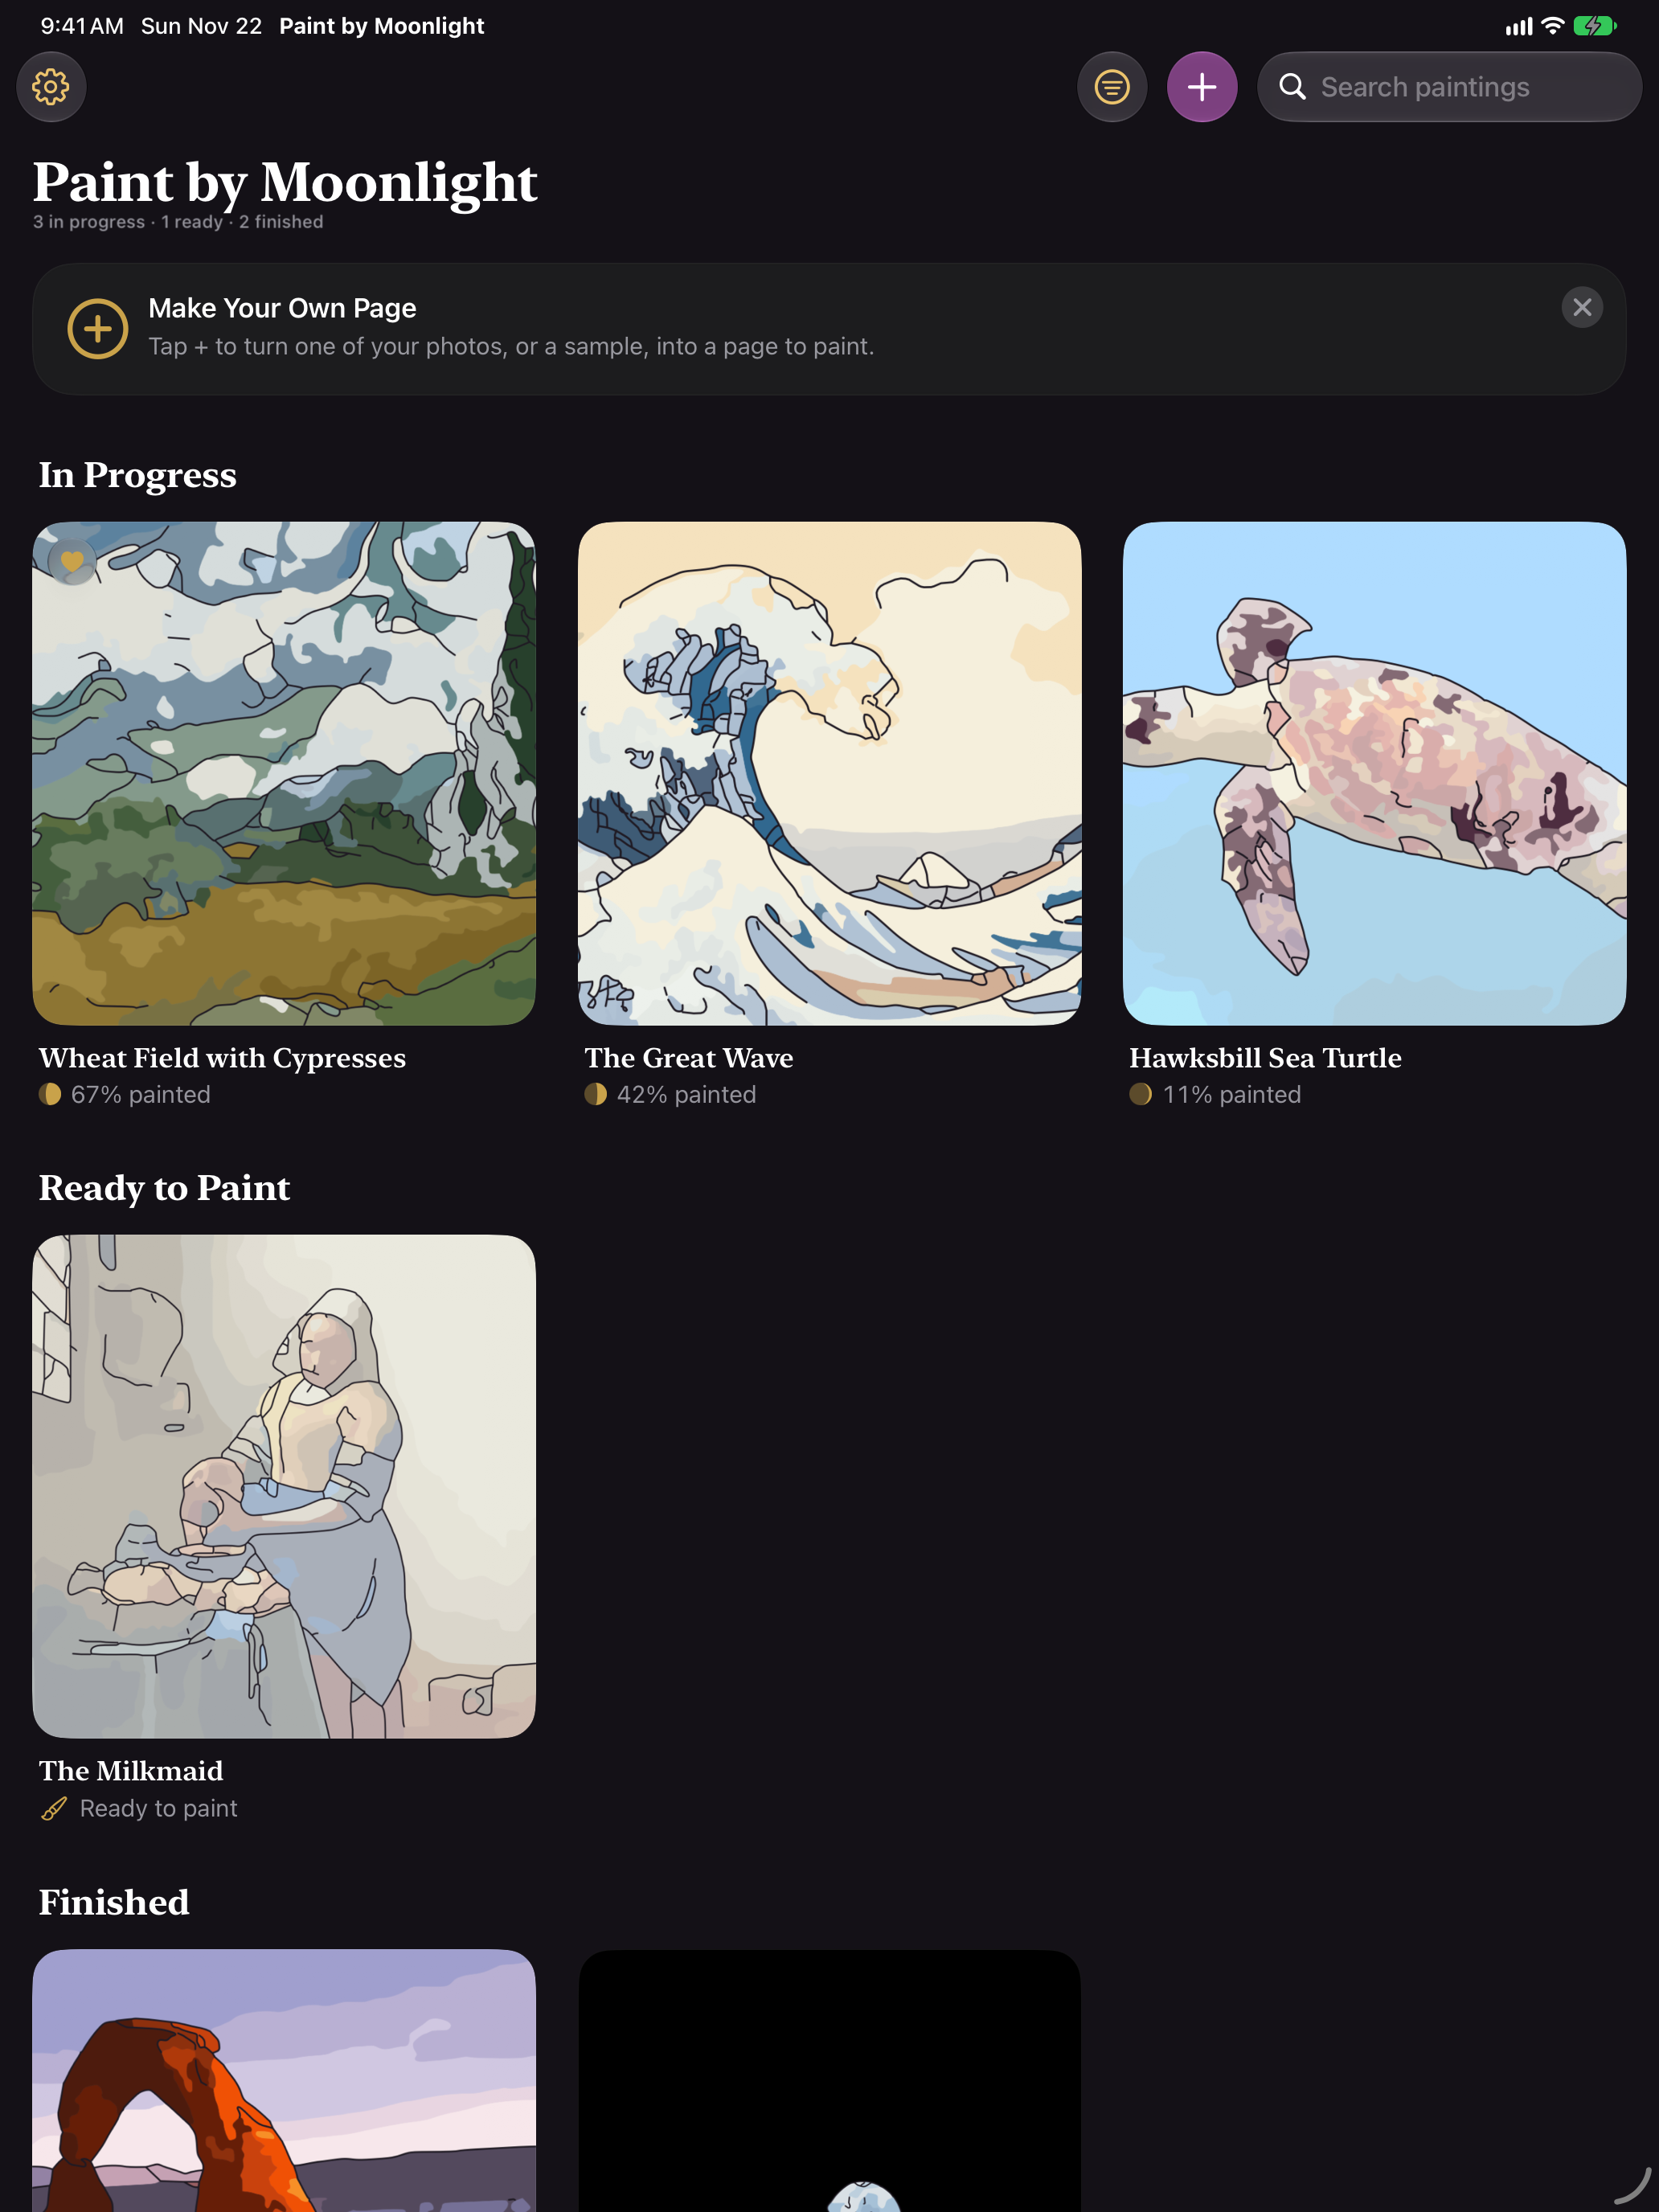 9:41 AM Sun Nov 22 Paint by Moonlight
Search paintings
Paint by Moonlight
3 in progress · 1 ready · 2 finished
Make Your Own Page
Tap + to turn one of your photos, or a sample, into a page to paint.
In Progress
Wheat Field with Cypresses
67% painted
The Great Wave
42% painted
Hawksbill Sea Turtle
11% painted
Ready to Paint
The Milkmaid
Ready to paint
Finished